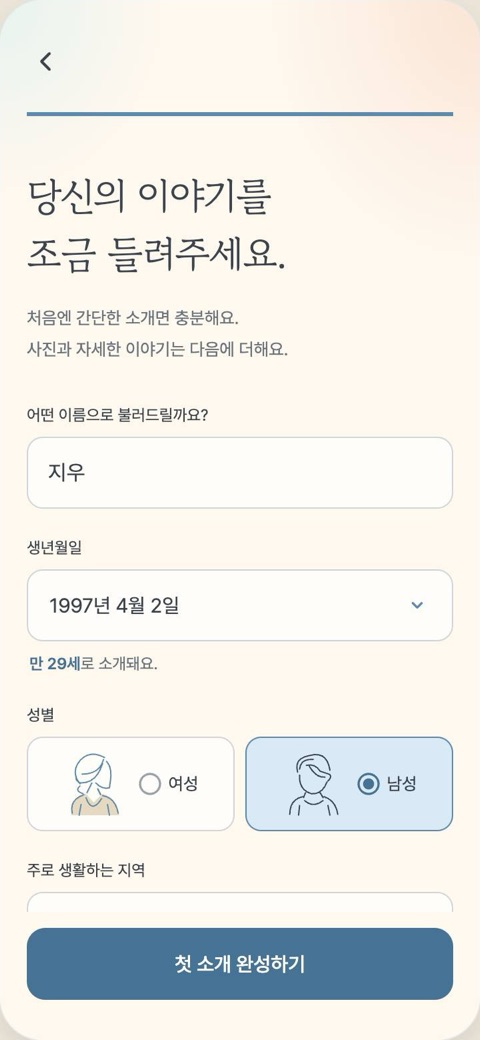 당신의 이야기를
조금 들려주세요.
처음엔 간단한 소개면 충분해요.
사진과 자세한 이야기는 다음에 더해요.
어떤 이름으로 불러드릴까요?
지우
생년월일
1997년 4월 2일
만 29세로 소개돼요.
성별
여성
남성
주로 생활하는 지역
첫 소개 완성하기